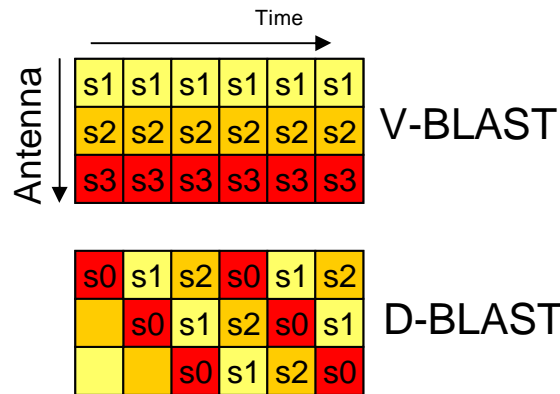 Time
Antenna
s1 s1 s1 s1 s1 s1
s2 s2 s2 s2 s2 s2
s3 s3 s3 s3 s3 s3
V-BLAST
s0 s1 s2 s0 s1 s2
s0 s1 s2 s0 s1
s0 s1 s2 s0
D-BLAST